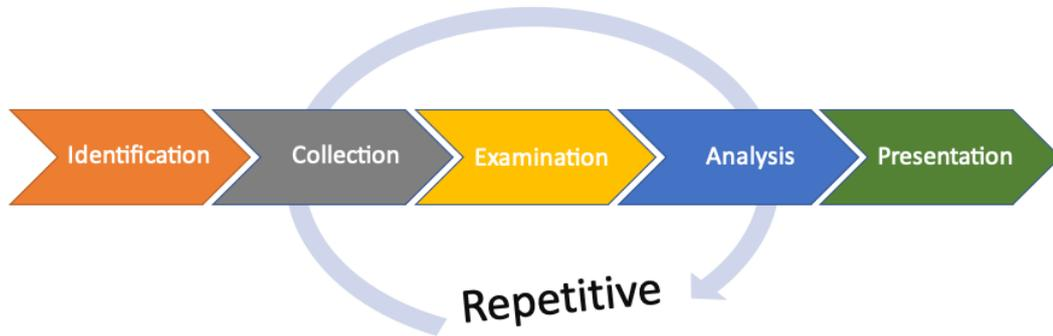 Identification
Collection
Examination
Analysis
Presentation
Repetitive